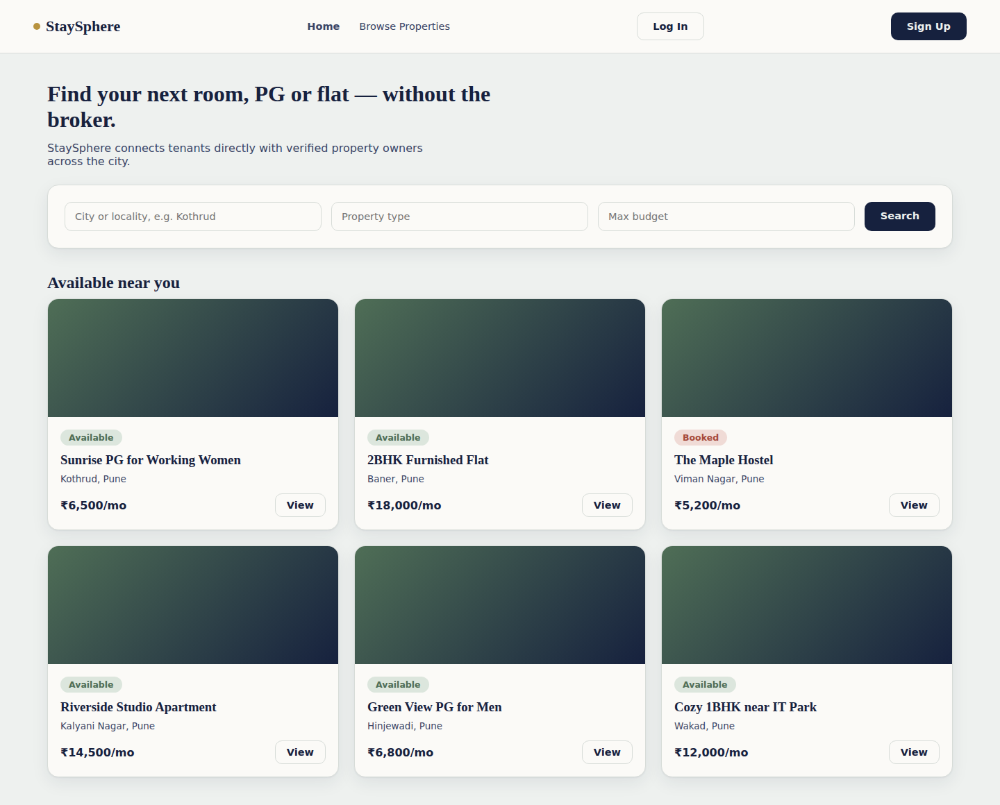 StaySphere
Home
Browse Properties
Log In
Sign Up
Find your next room, PG or flat — without the
broker.
StaySphere connects tenants directly with verified property owners
across the city.
City or locality, e.g. Kothrud
Property type
Max budget
Search
Available near you
Available
Sunrise PG for Working Women
Kothrud, Pune
₹6,500/mo
View
Available
2BHK Furnished Flat
Baner, Pune
₹18,000/mo
View
Booked
The Maple Hostel
Viman Nagar, Pune
₹5,200/mo
View
Available
Riverside Studio Apartment
Kalyani Nagar, Pune
₹14,500/mo
View
Available
Green View PG for Men
Hinjewadi, Pune
₹6,800/mo
View
Available
Cozy 1BHK near IT Park
Wakad, Pune
₹12,000/mo
View